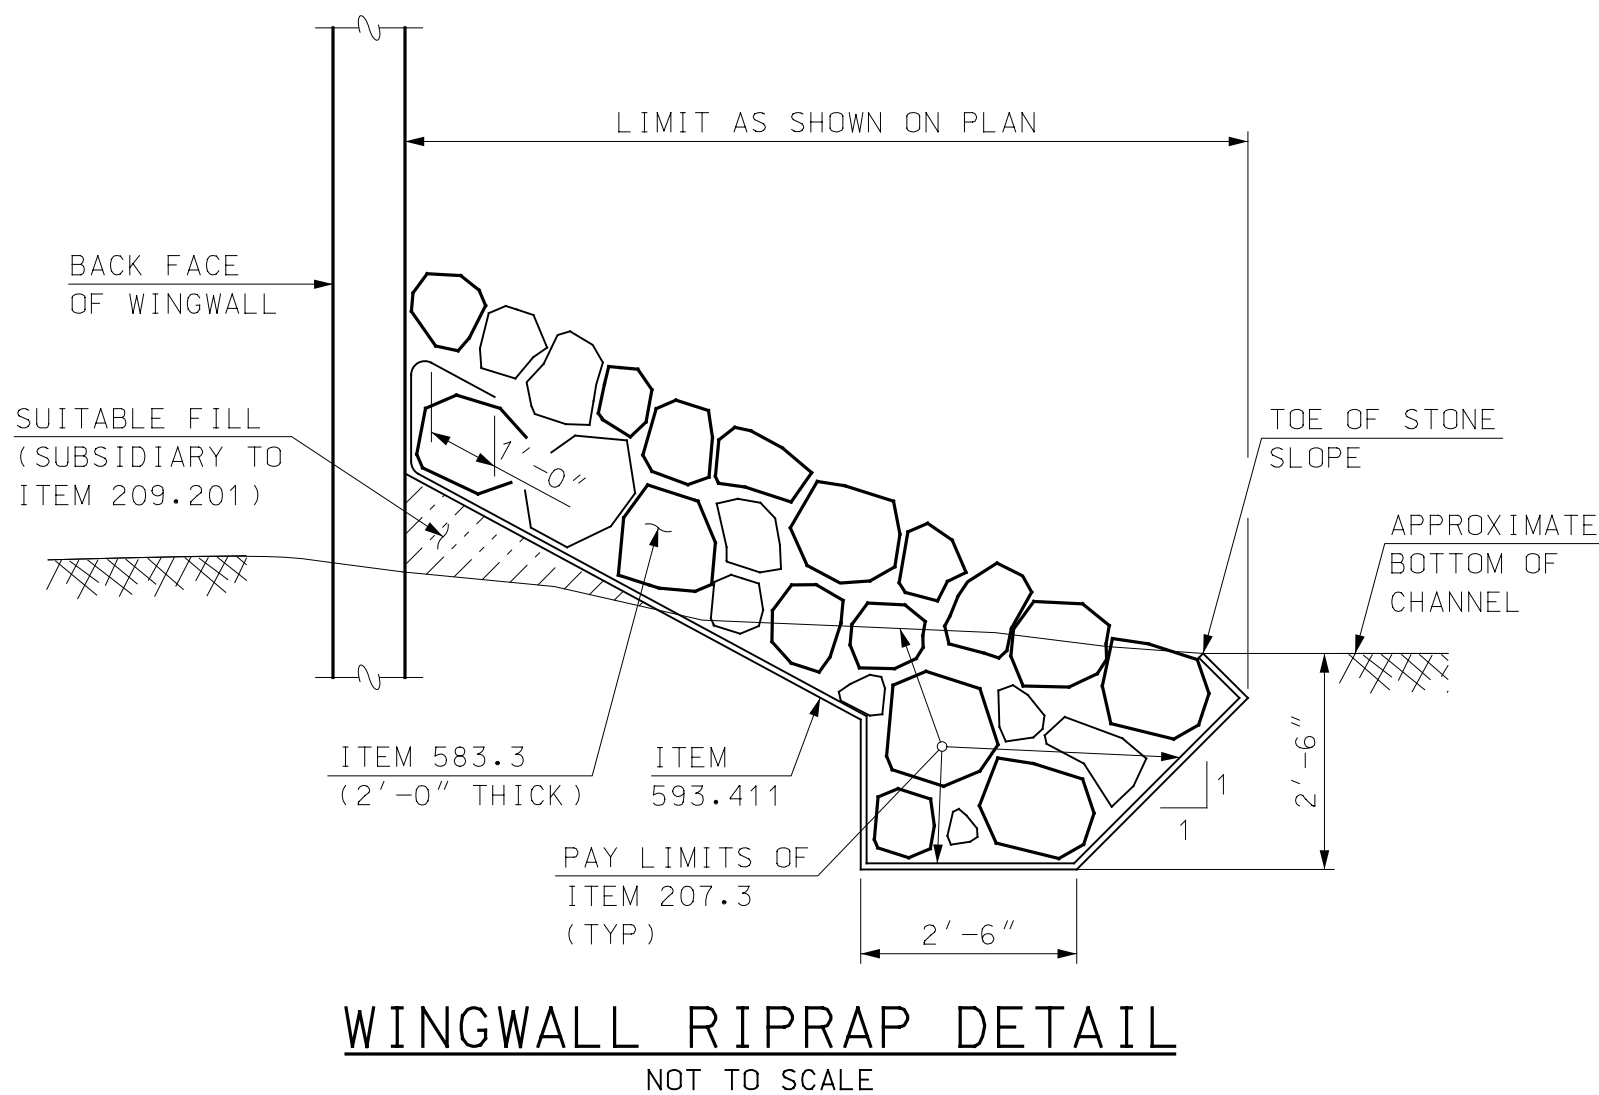 LIMIT AS SHOWN ON PLAN
BACK FACE
OF WINGWALL
SUITABLE FILL
(SUBSIDIARY TO
ITEM 209.201)
1'-0"
TOE OF STONE
SLOPE
APPROXIMATE
BOTTOM OF
CHANNEL
ITEM 583.3
(2'-0" THICK)
ITEM
593.411
PAY LIMITS OF
ITEM 207.3
(TYP)
1
1
2'-6"
2'-6"
WINGWALL RIPRAP DETAIL
NOT TO SCALE